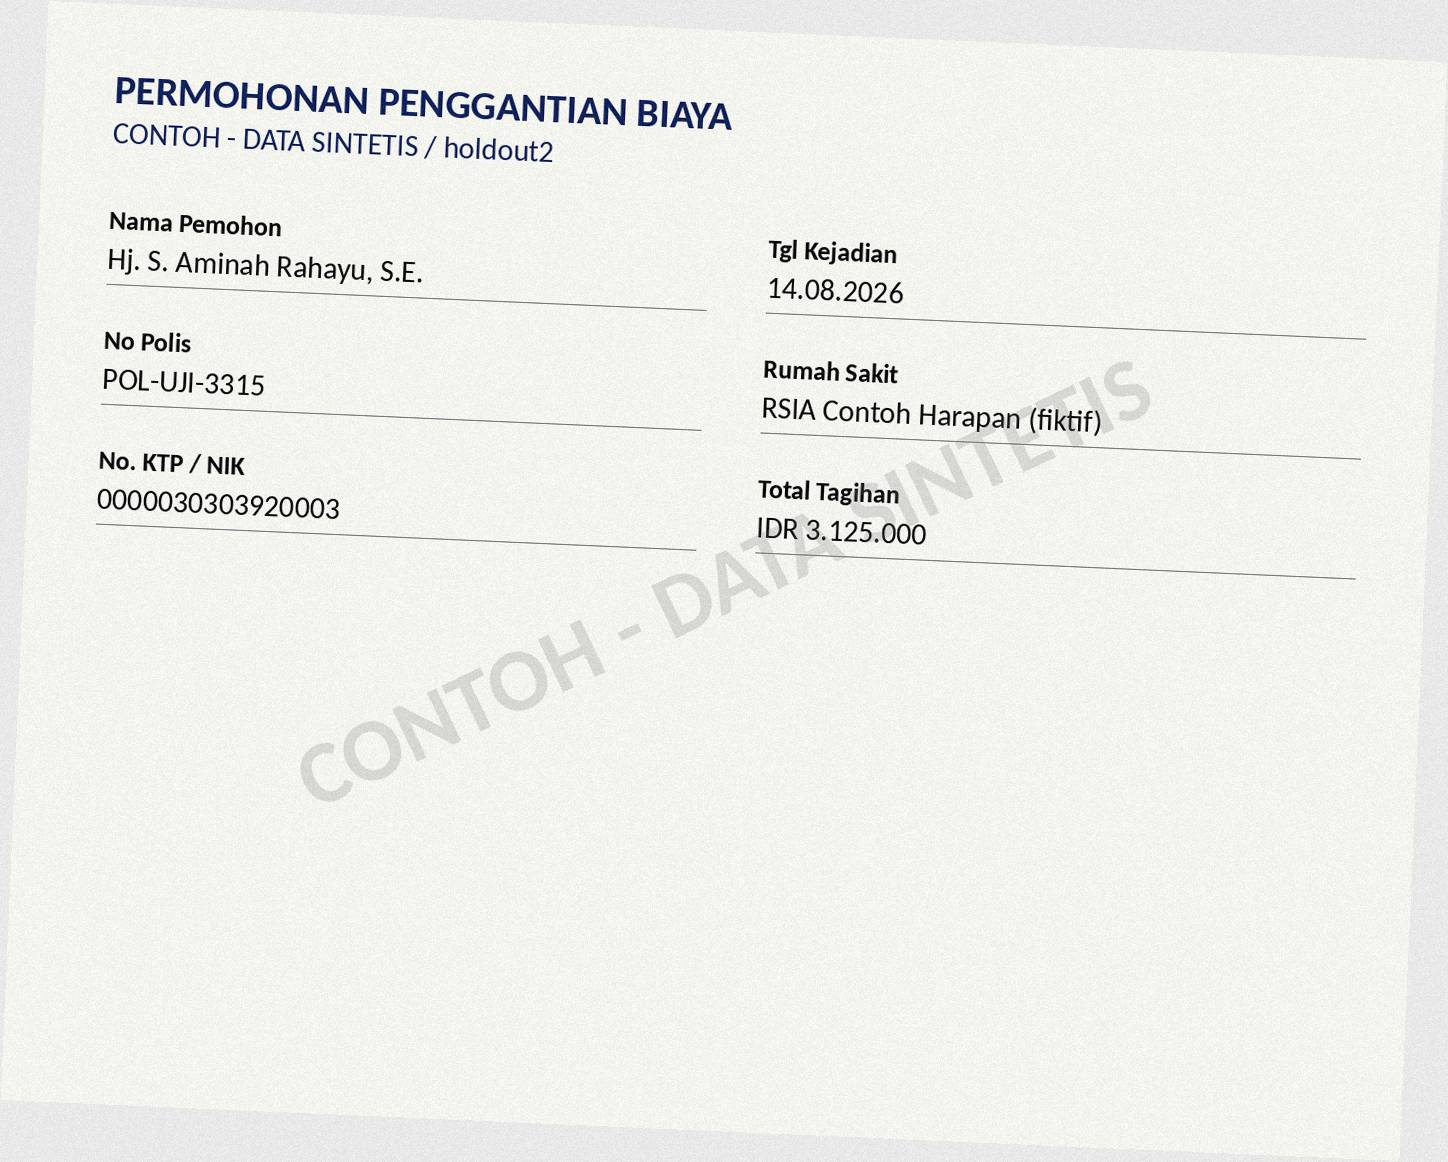 PERMOHONAN PENGGANTIAN BIAYA
CONTOH - DATA SINTETIS / holdout2
Nama Pemohon
Hj. S. Aminah Rahayu, S.E.
No Polis
POL-UJI-3315
No. KTP / NIK
0000030303920003
Tgl Kejadian
14.08.2026
Rumah Sakit
RSIA Contoh Harapan (fiktif)
Total Tagihan
IDR 3.125.000
CONTOH - DATA SINTETIS